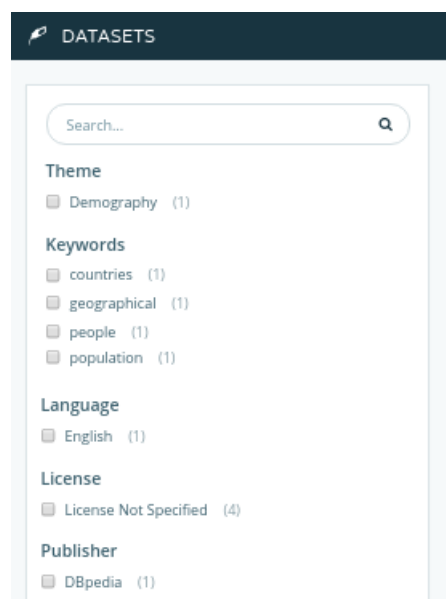 DATASETS
Search...
Theme
Demography (1)
Keywords
countries (1)
geographical (1)
people (1)
population (1)
Language
English (1)
License
License Not Specified (4)
Publisher
DBpedia (1)